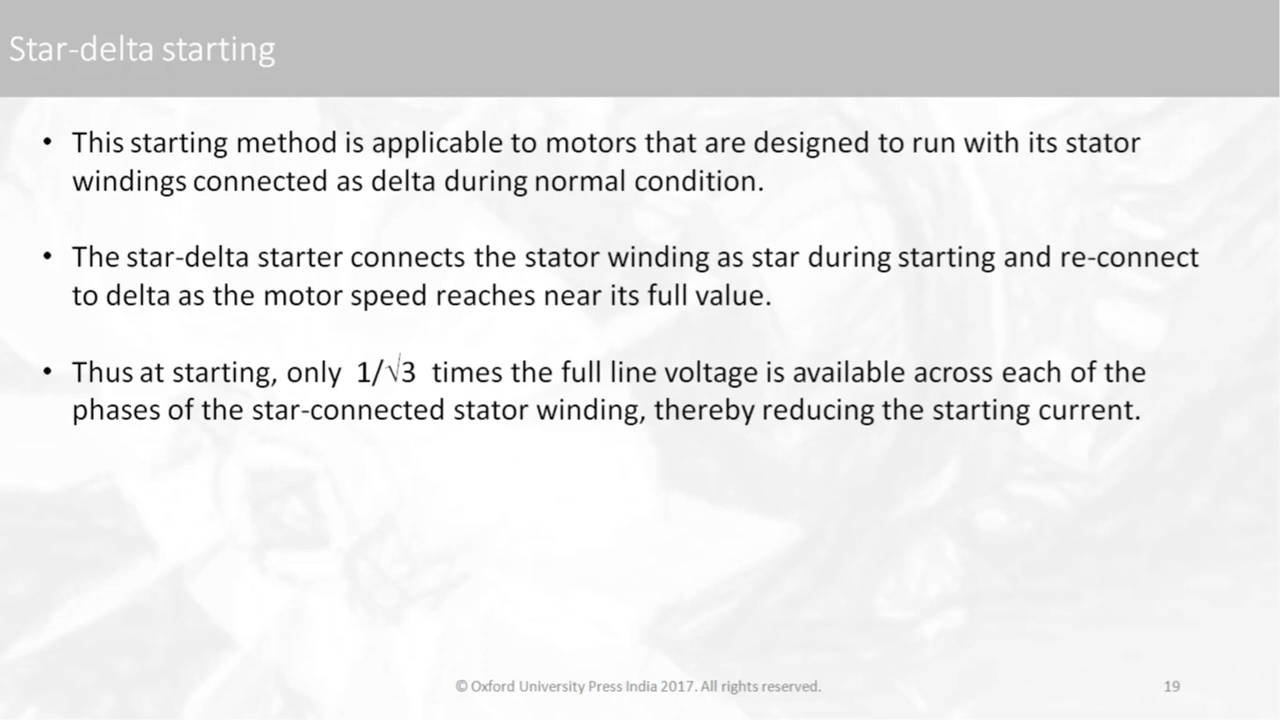 Star-delta starting
• This starting method is applicable to motors that are designed to run with its stator
windings connected as delta during normal condition.
• The star-delta starter connects the stator winding as star during starting and re-connect
to delta as the motor speed reaches near its full value.
• Thus at starting, only 1/√3 times the full line voltage is available across each of the
phases of the star-connected stator winding, thereby reducing the starting current.
© Oxford University Press India 2017. All rights reserved.
19